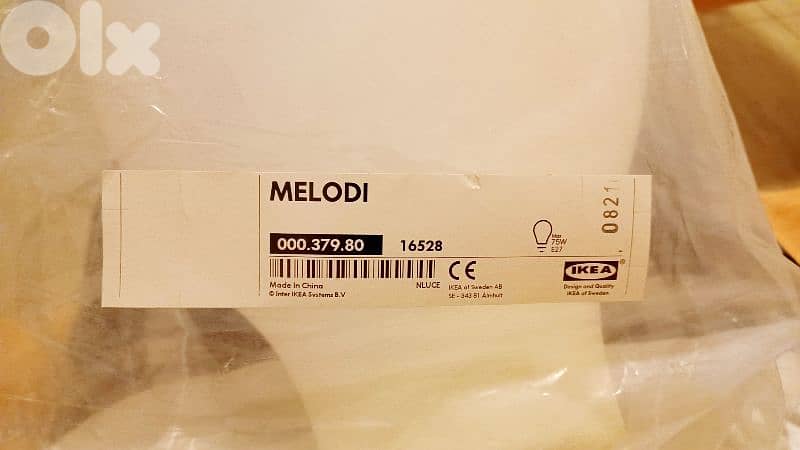 OLX
MELODI
000.379.80 16528
Max
75W
E27
0821
Made in China
© Inter IKEA Systems B.V
NLUCE
CE
IKEA of Sweden AB
SE - 343 81 Älmhult
IKEA
®
Design and Quality
IKEA of Sweden